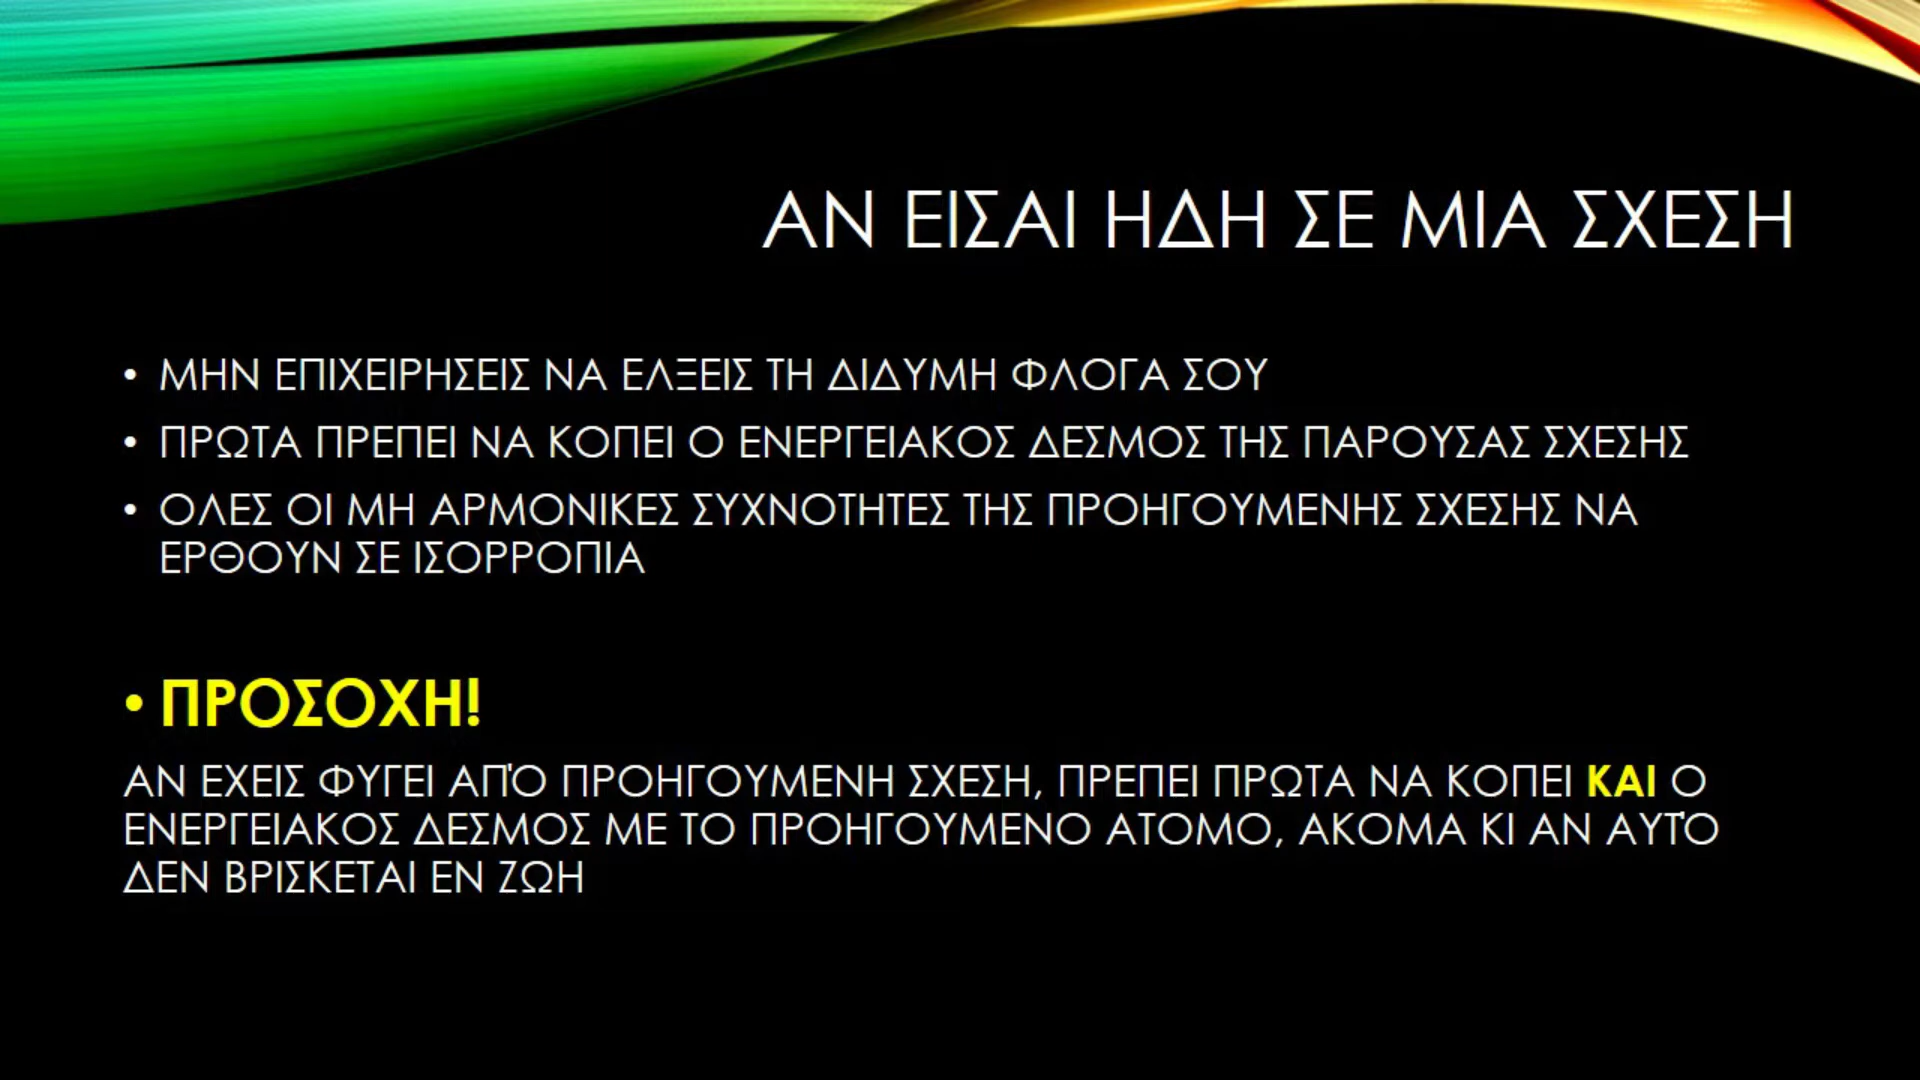 ΑΝ ΕΙΣΑΙ ΗΔΗ ΣΕ ΜΙΑ ΣΧΕΣΗ
• ΜΗΝ ΕΠΙΧΕΙΡΗΣΕΙΣ ΝΑ ΕΛΞΕΙΣ ΤΗ ΔΙΔΥΜΗ ΦΛΟΓΑ ΣΟΥ
• ΠΡΩΤΑ ΠΡΕΠΕΙ ΝΑ ΚΟΠΕΙ Ο ΕΝΕΡΓΕΙΑΚΟΣ ΔΕΣΜΟΣ ΤΗΣ ΠΑΡΟΥΣΑΣ ΣΧΕΣΗΣ
• ΟΛΕΣ ΟΙ ΜΗ ΑΡΜΟΝΙΚΕΣ ΣΥΧΝΟΤΗΤΕΣ ΤΗΣ ΠΡΟΗΓΟΥΜΕΝΗΣ ΣΧΕΣΗΣ ΝΑ
ΕΡΘΟΥΝ ΣΕ ΙΣΟΡΡΟΠΙΑ
• ΠΡΟΣΟΧΗ!
ΑΝ ΕΧΕΙΣ ΦΥΓΕΙ ΑΠΌ ΠΡΟΗΓΟΥΜΕΝΗ ΣΧΕΣΗ, ΠΡΕΠΕΙ ΠΡΩΤΑ ΝΑ ΚΟΠΕΙ ΚΑΙ Ο
ΕΝΕΡΓΕΙΑΚΟΣ ΔΕΣΜΟΣ ΜΕ ΤΟ ΠΡΟΗΓΟΥΜΕΝΟ ΑΤΟΜΟ, ΑΚΟΜΑ ΚΙ ΑΝ ΑΥΤΌ
ΔΕΝ ΒΡΙΣΚΕΤΑΙ ΕΝ ΖΩΗ